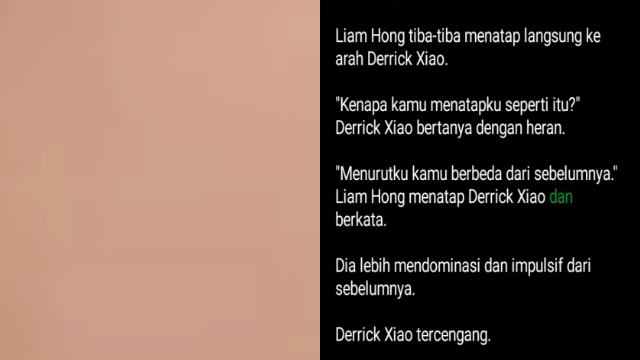 Liam Hong tiba-tiba menatap langsung ke
arah Derrick Xiao.
"Kenapa kamu menatapku seperti itu?"
Derrick Xiao bertanya dengan heran.
"Menurutku kamu berbeda dari sebelumnya."
Liam Hong menatap Derrick Xiao dan
berkata.
Dia lebih mendominasi dan impulsif dari
sebelumnya.
Derrick Xiao tercengang.